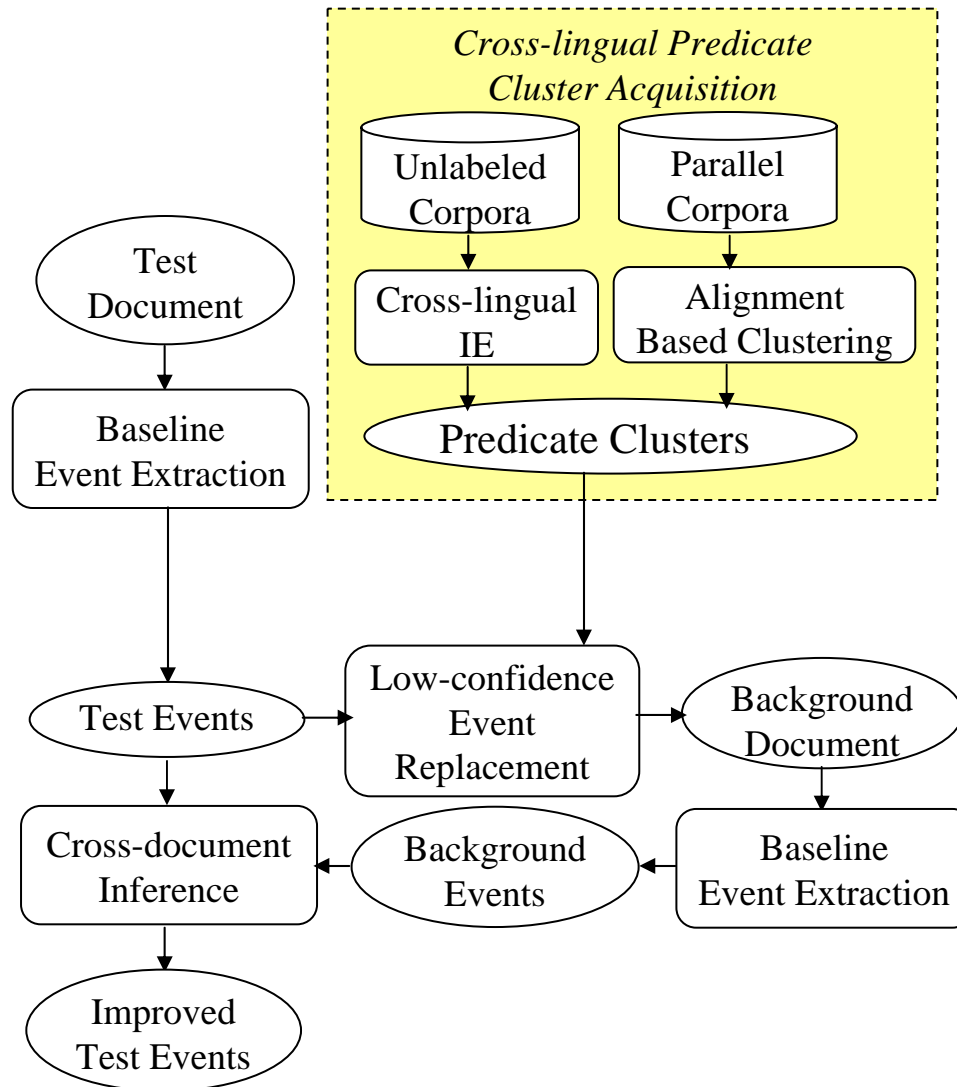 Cross-lingual Predicate
Cluster Acquisition
Unlabeled
Corpora
Parallel
Corpora
Test
Document
Cross-lingual
IE
Alignment
Based Clustering
Baseline
Event Extraction
Predicate Clusters
Test Events
Low-confidence
Event
Replacement
Background
Document
Cross-document
Inference
Background
Events
Baseline
Event Extraction
Improved
Test Events